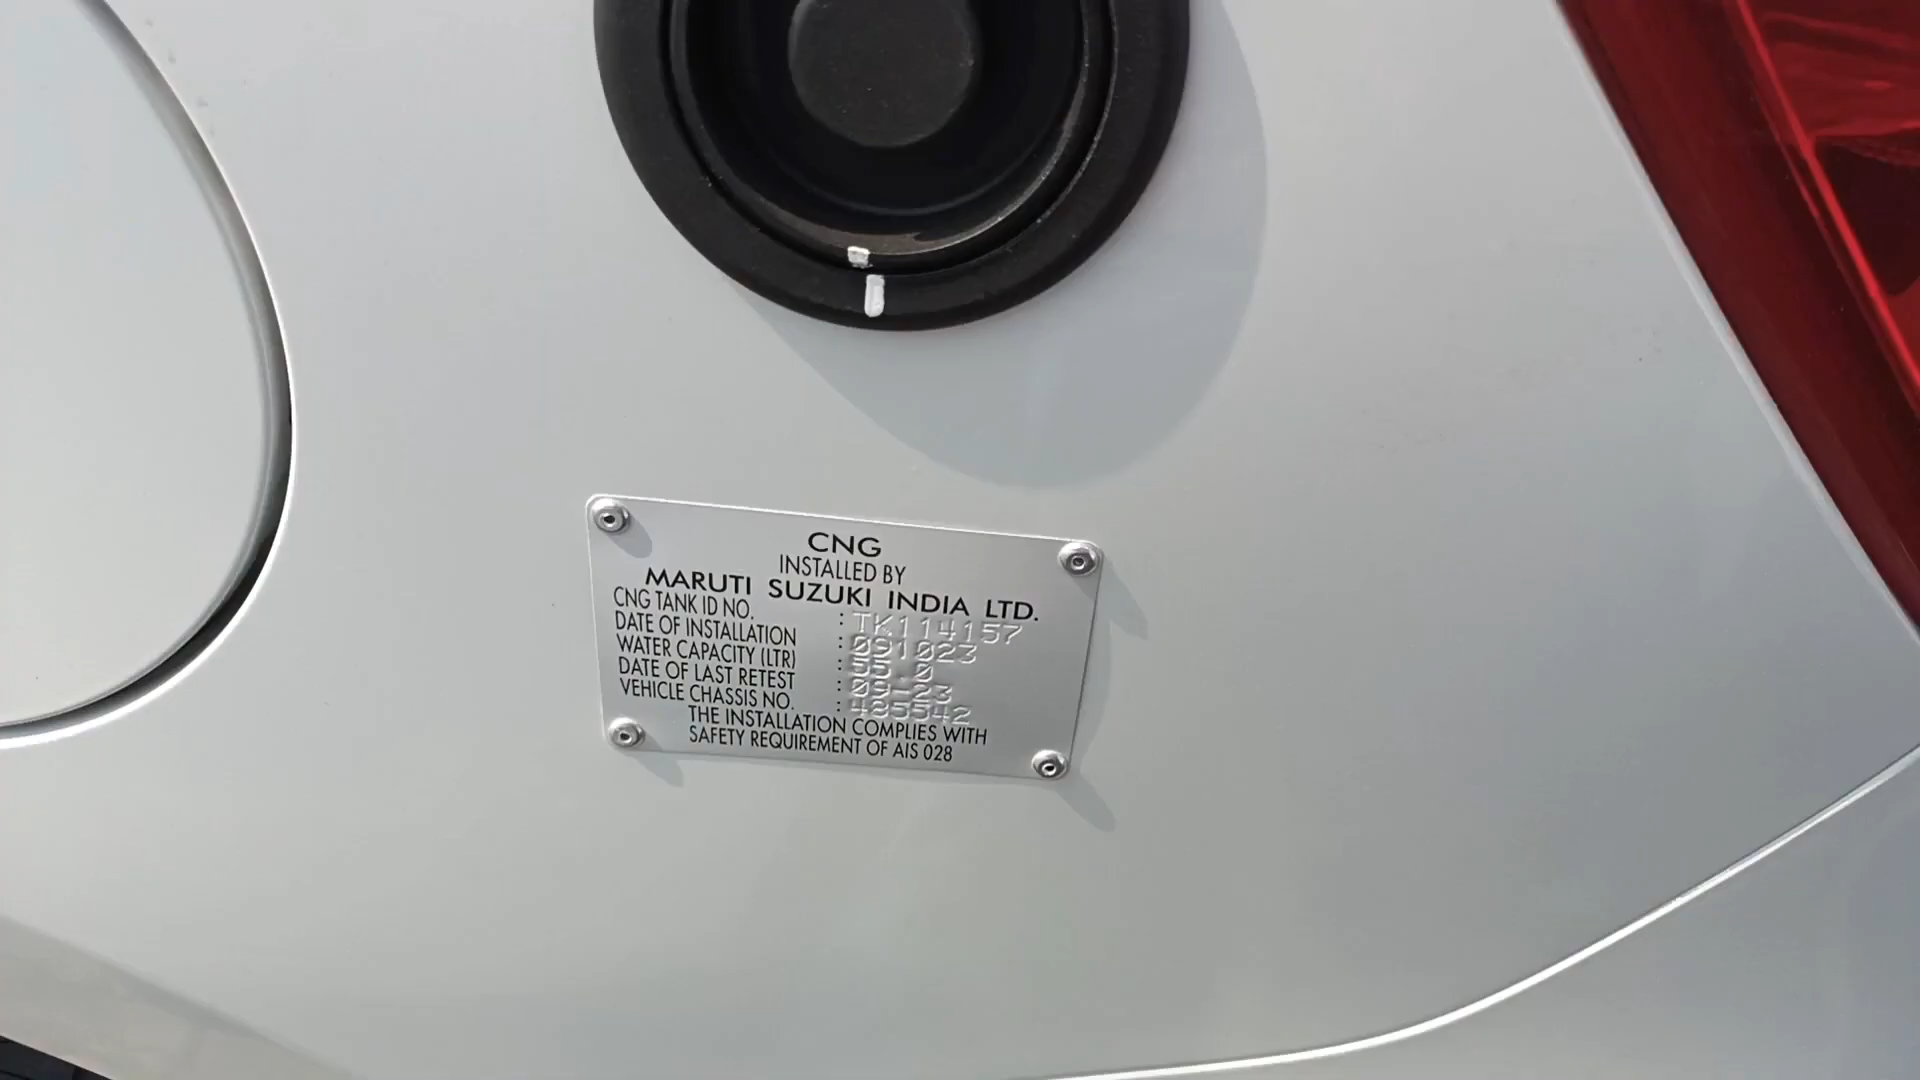 CNG
INSTALLED BY
MARUTI SUZUKI INDIA LTD.
CNG TANK ID NO. : TK114157
DATE OF INSTALLATION : 091023
WATER CAPACITY (LTR) : 55.0
DATE OF LAST RETEST : 09-23
VEHICLE CHASSIS NO. : 485542
THE INSTALLATION COMPLIES WITH
SAFETY REQUIREMENT OF AIS 028